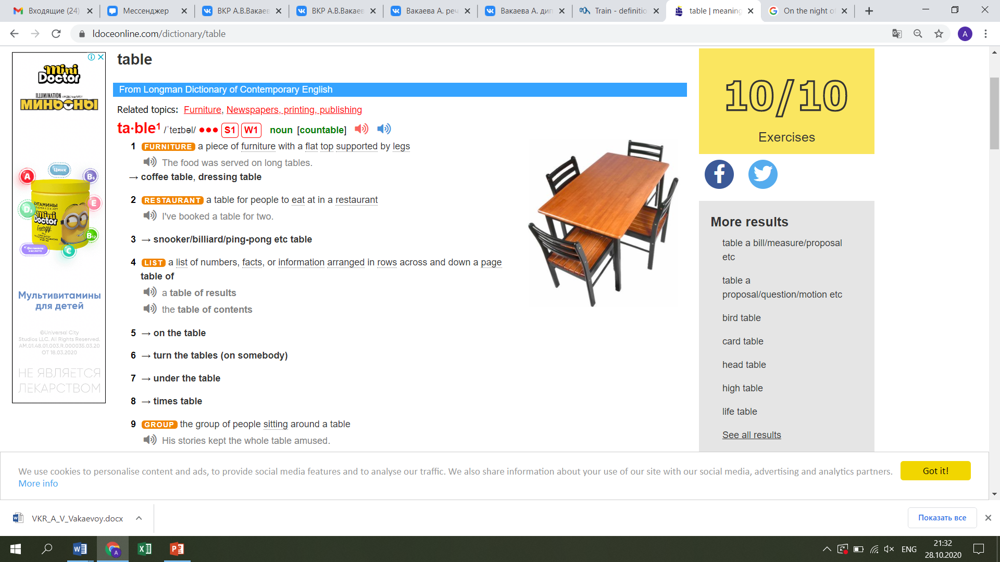 Входящие (24)
Мессенджер
ВКР А.В.Вакаев
ВКР А.В.Вакаев
Вакаева А. реч
Вакаева А. дип
Train - definitio
table | meaning
On the night o
ldoceonline.com/dictionary/table
A
mini
Doctor
ILLUMINATION ПРЕДСТАВЛЯЕТ
МИНЬОНЫ
Цинк
A
B6
ВИТАМИНЫ
E
D3
mini
Doctor
Energy
B12
Фолиевая
кислота
C
Мультивитамины
для детей
©Universal City
Studios LLC. All Rights Reserved.
AM.01.48.01.003.R.000035.03.20
ОТ 18.03.2020
НЕ ЯВЛЯЕТСЯ
ЛЕКАРСТВОМ
table
From Longman Dictionary of Contemporary English
Related topics: Furniture, Newspapers, printing, publishing
ta·ble1 /ˈteɪbəl/ ●●● S1 W1 noun [countable]
1 FURNITURE a piece of furniture with a flat top supported by legs
The food was served on long tables.
→ coffee table, dressing table
2 RESTAURANT a table for people to eat at in a restaurant
I've booked a table for two.
3 → snooker/billiard/ping-pong etc table
4 LIST a list of numbers, facts, or information arranged in rows across and down a page
table of
a table of results
the table of contents
5 → on the table
6 → turn the tables (on somebody)
7 → under the table
8 → times table
9 GROUP the group of people sitting around a table
His stories kept the whole table amused.
10/10
Exercises
More results
table a bill/measure/proposal
etc
table a
proposal/question/motion etc
bird table
card table
head table
high table
life table
See all results
We use cookies to personalise content and ads, to provide social media features and to analyse our traffic. We also share information about your use of our site with our social media, advertising and analytics partners.
More info
Got it!
VKR_A_V_Vakaevoy.docx
Показать все
ENG
21:32
28.10.2020